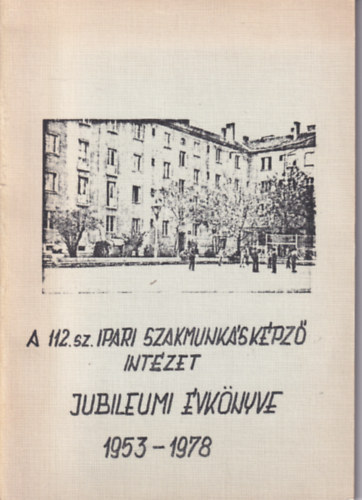 A 112.sz. IPARI SZAKMUNKÁSKÉPZŐ
INTÉZET
JUBILEUMI ÉVKÖNYVE
1953 - 1978